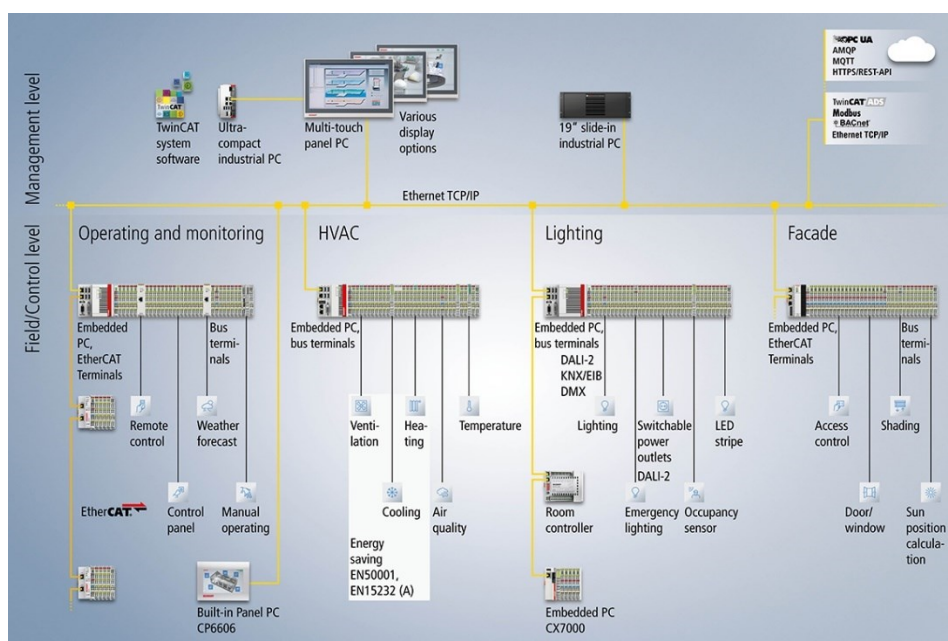 OPC UA
AMQP
MQTT
HTTPS/REST-API
TwinCAT
TwinCAT
system
software
Ultra-
compact
industrial PC
Multi-touch
panel PC
Various
display
options
19" slide-in
industrial PC
TwinCAT/ADS
Modbus
BACnet
Ethernet TCP/IP
Management level
Ethernet TCP/IP
Field/Control level
Operating and monitoring
HVAC
Lighting
Facade
Embedded
PC,
EtherCAT
Terminals
Bus
termi-
nals
Embedded PC,
bus terminals
Embedded PC,
bus terminals
DALI-2
KNX/EIB
DMX
Embedded PC,
EtherCAT
Terminals
Bus
termi-
nals
Remote
control
Weather
forecast
Venti-
lation
Hea-
ting
Temperature
Lighting
Switchable
power
outlets
DALI-2
LED
stripe
Access
control
Shading
EtherCAT
Control
panel
Manual
operating
Cooling
Air
quality
Room
controller
Emergency
lighting
Occupancy
sensor
Door/
window
Sun
position
calcula-
tion
Energy
saving
EN50001,
EN15232 (A)
Built-in Panel PC
CP6606
Embedded PC
CX7000